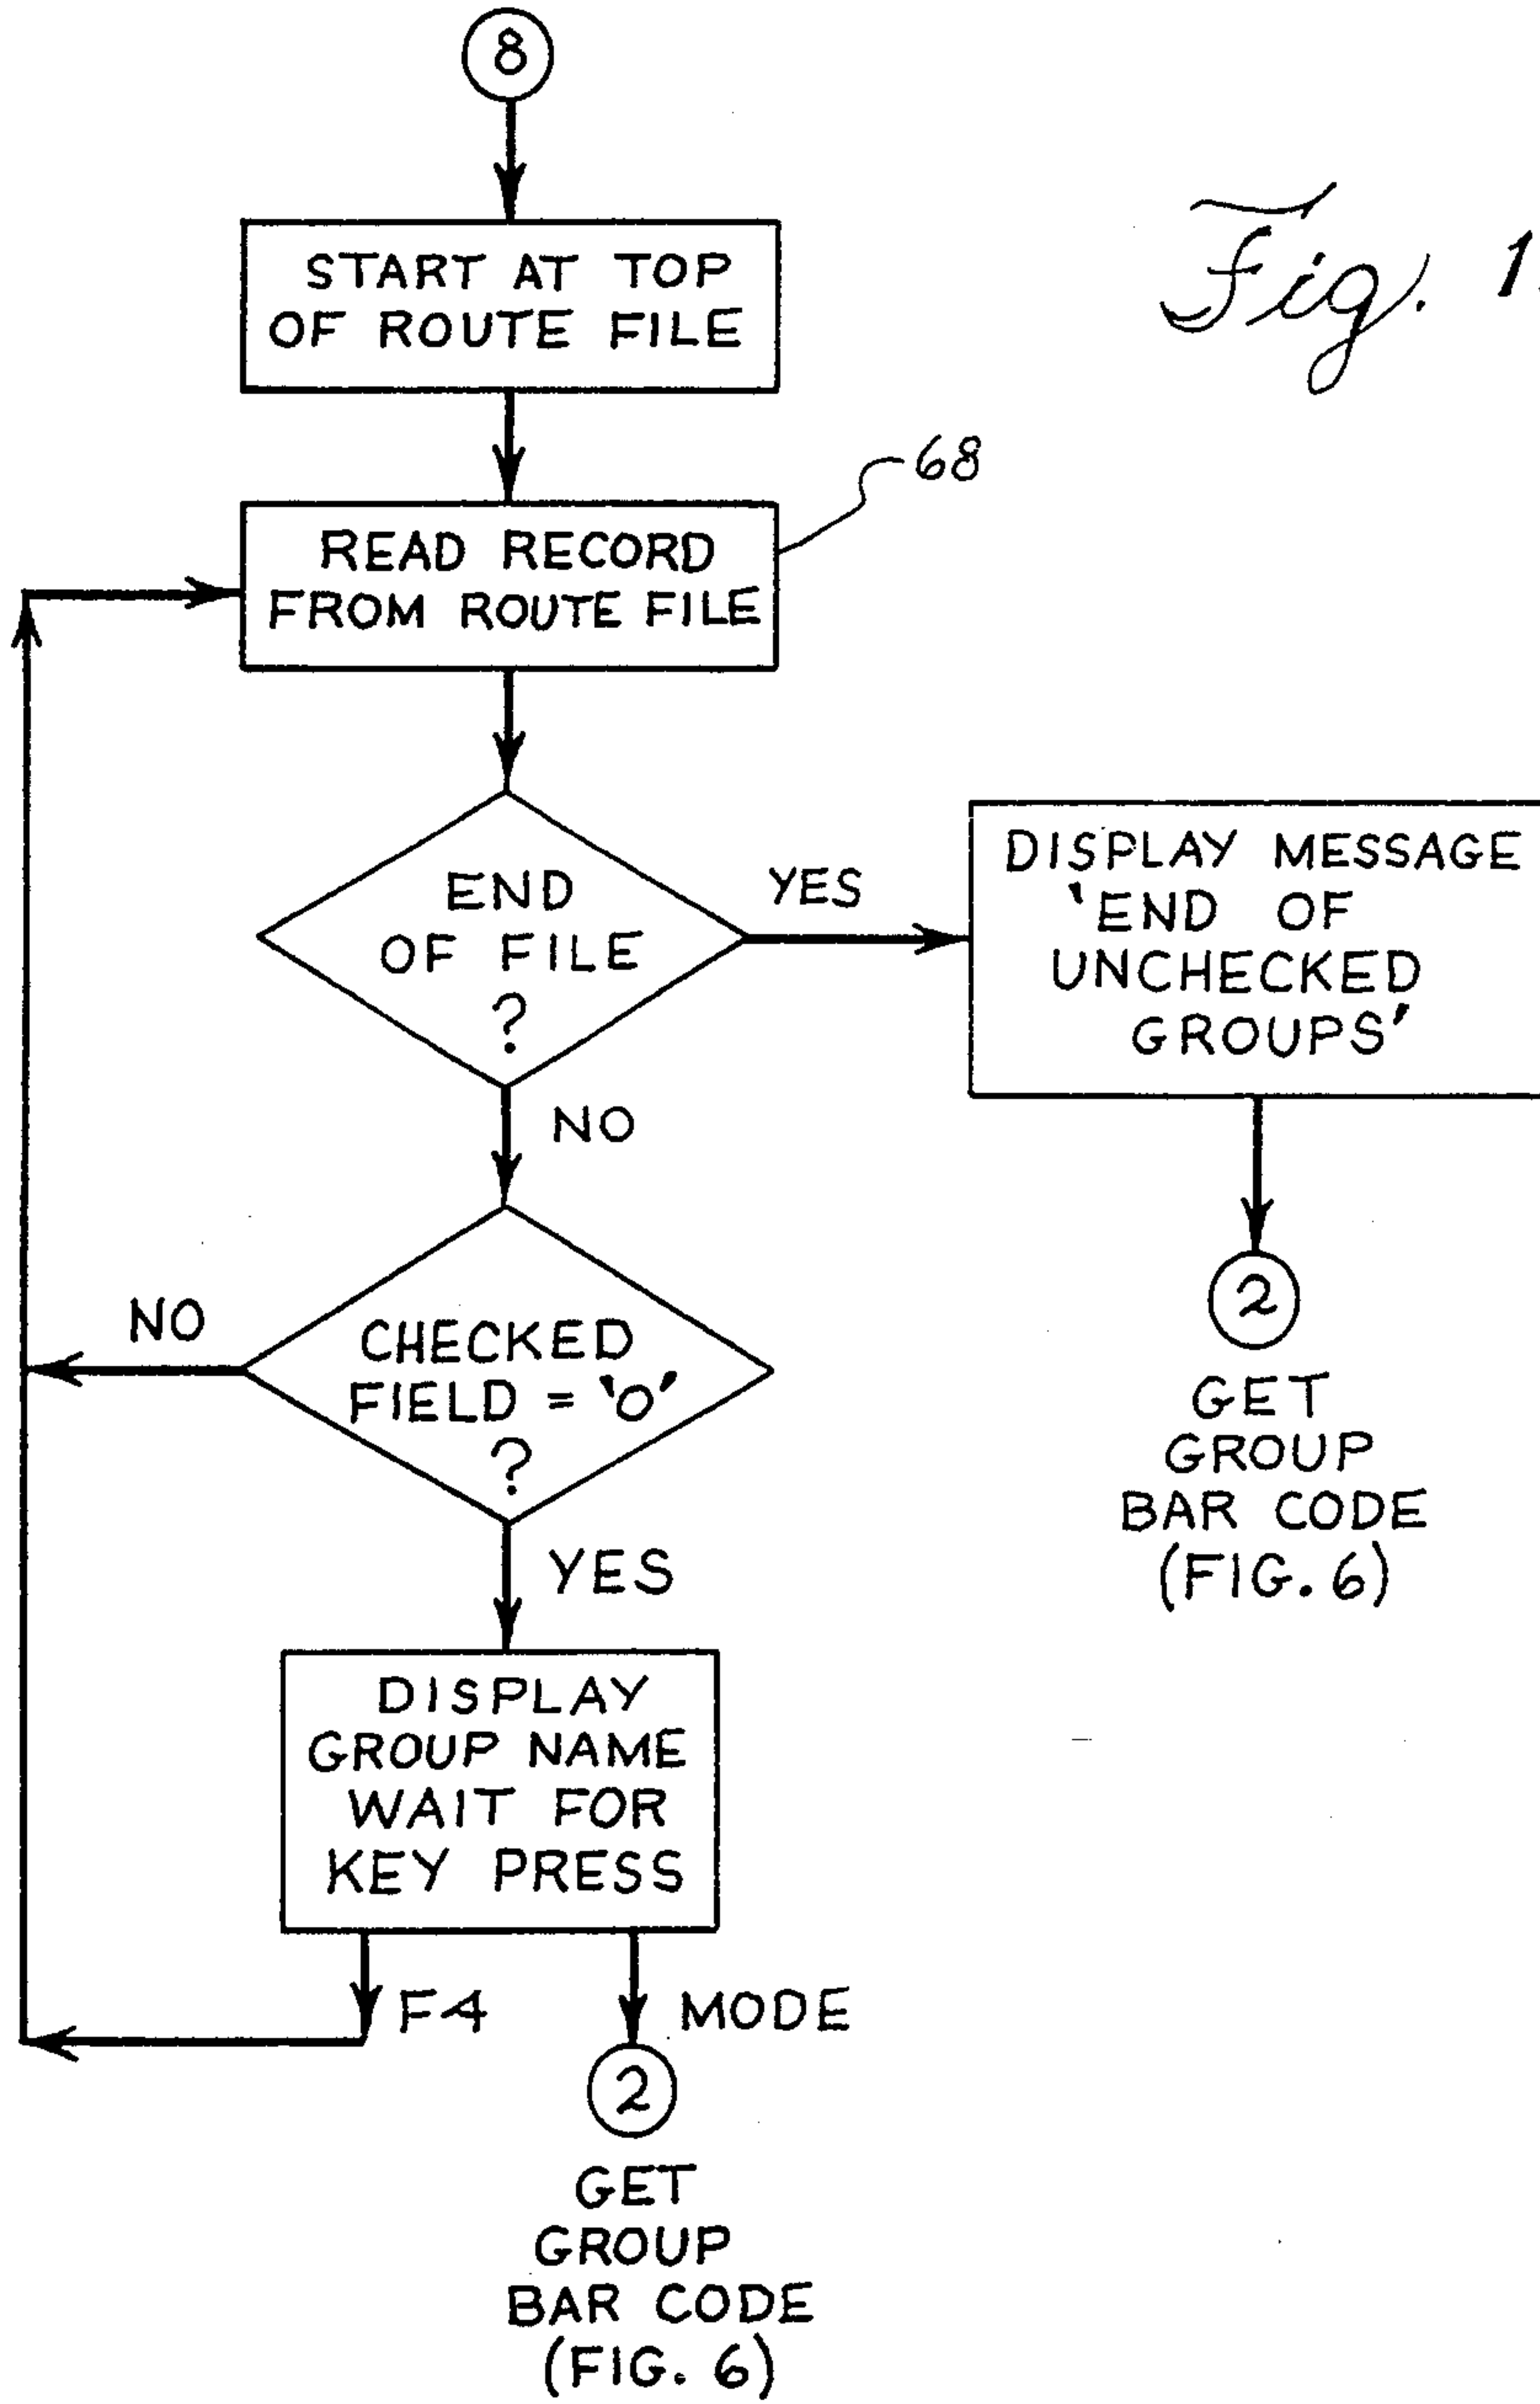 8
START AT TOP
OF ROUTE FILE
Fig. 1
68
READ RECORD
FROM ROUTE FILE
END
OF FILE
?
YES
DISPLAY MESSAGE
'END OF
UNCHECKED
GROUPS'
NO
2
GET
GROUP
BAR CODE
(FIG. 6)
NO
CHECKED
FIELD = '0'
?
YES
DISPLAY
GROUP NAME
WAIT FOR
KEY PRESS
F4
MODE
2
GET
GROUP
BAR CODE
(FIG. 6)